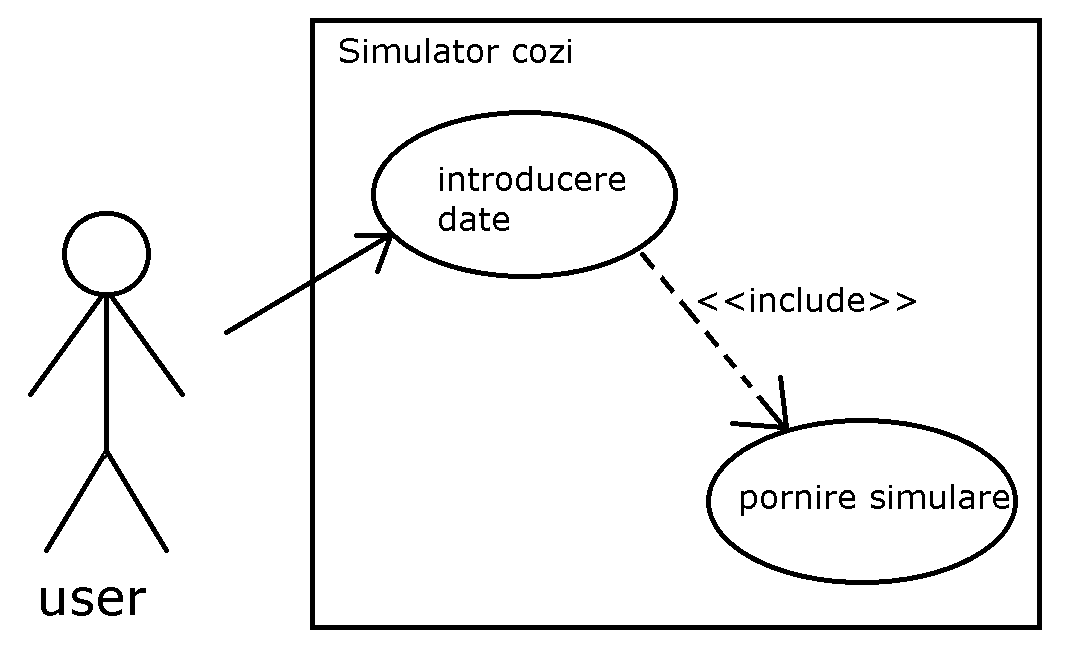 Simulator cozi
introducere
date
<<include>>
pornire simulare
user